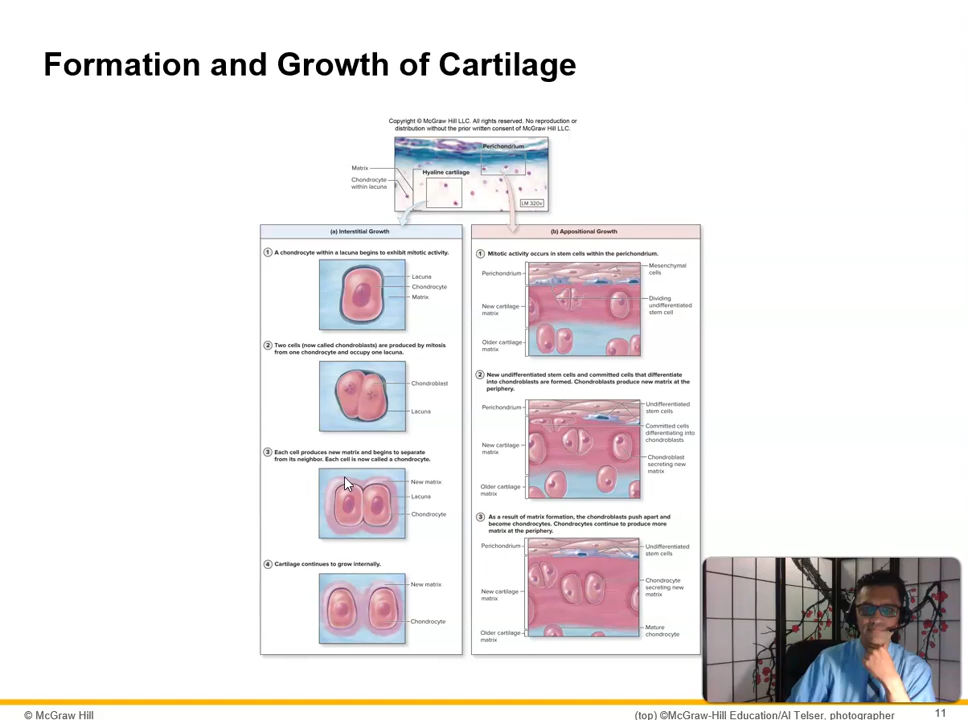 Formation and Growth of Cartilage
Copyright © McGraw Hill LLC. All rights reserved. No reproduction or
distribution without the prior written consent of McGraw Hill LLC.
Perichondrium
Matrix
Hyaline cartilage
Chondrocyte
within lacuna
LM 320x
(a) Interstitial Growth
1 A chondrocyte within a lacuna begins to exhibit mitotic activity.
Lacuna
Chondrocyte
Matrix
2 Two cells (now called chondroblasts) are produced by mitosis
from one chondrocyte and occupy one lacuna.
Chondroblast
Lacuna
3 Each cell produces new matrix and begins to separate
from its neighbor. Each cell is now called a chondrocyte.
New matrix
Lacuna
Chondrocyte
4 Cartilage continues to grow internally.
New matrix
Chondrocyte
(b) Appositional Growth
1 Mitotic activity occurs in stem cells within the perichondrium.
Perichondrium
Mesenchymal
cells
New cartilage
matrix
Dividing
undifferentiated
stem cell
Older cartilage
matrix
2 New undifferentiated stem cells and committed cells that differentiate
into chondroblasts are formed. Chondroblasts produce new matrix at the
periphery.
Perichondrium
Undifferentiated
stem cells
Committed cells
differentiating into
chondroblasts
New cartilage
matrix
Chondroblast
secreting new
matrix
Older cartilage
matrix
3 As a result of matrix formation, the chondroblasts push apart and
become chondrocytes. Chondrocytes continue to produce more
matrix at the periphery.
Perichondrium
Undifferentiated
stem cells
New cartilage
matrix
Chondrocyte
secreting new
matrix
Older cartilage
matrix
Mature
chondrocyte
© McGraw Hill
(top) ©McGraw-Hill Education/Al Telser, photographer
11